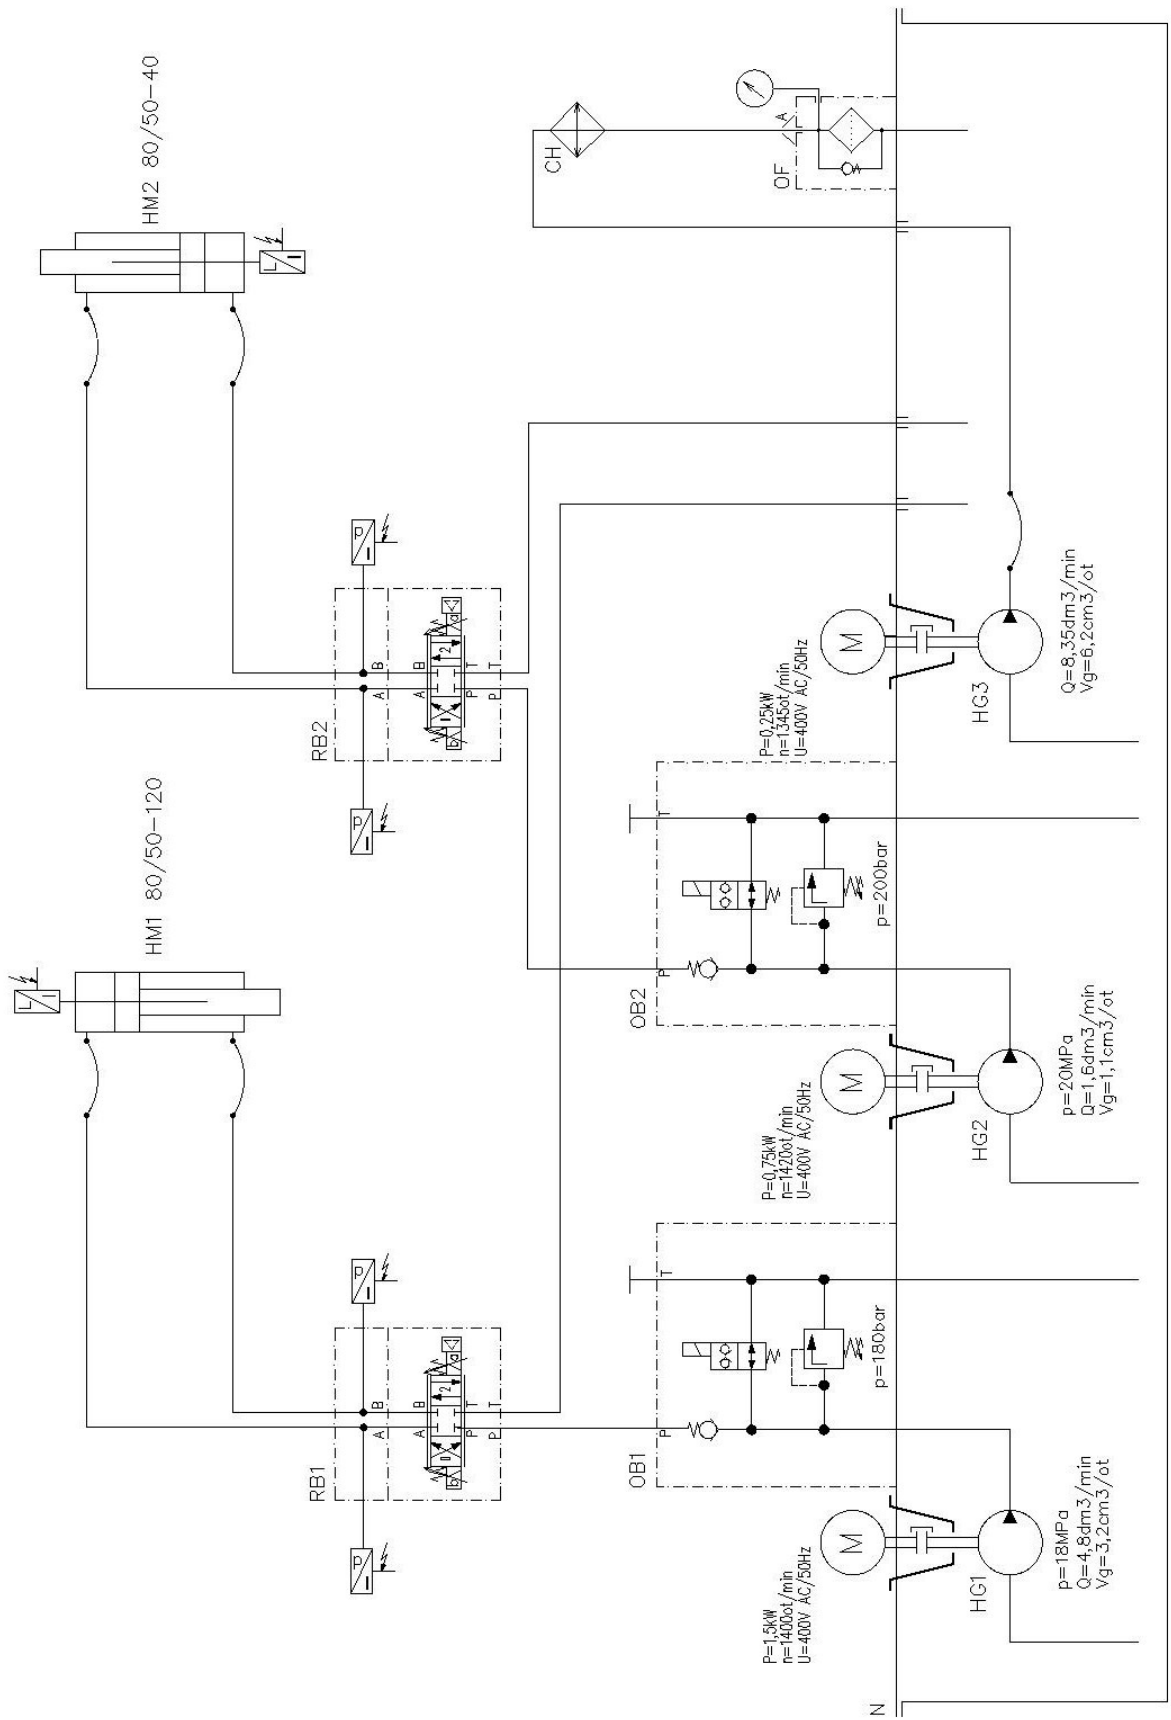 L
I
HM1 80/50-120
HM2 80/50-40
L
I
RB1
RB2
p
I
p
I
p
I
p
I
A B
A B
A B
b 0 2 a
P T
P T
A B
A B
b 0 2 a
P T
P T
CH
OB1
P T
OB2
P T
OF
A
P=1,5kW
n=1400ot/min
U=400V AC/50Hz
P=0,75kW
n=1420ot/min
U=400V AC/50Hz
P=0,25kW
n=1345ot/min
U=400V AC/50Hz
M
M
M
p=180bar
p=200bar
N
HG1
HG2
HG3
p=18MPa
Q=4,8dm3/min
Vg=3,2cm3/ot
p=20MPa
Q=1,6dm3/min
Vg=1,1cm3/ot
Q=8,35dm3/min
Vg=6,2cm3/ot